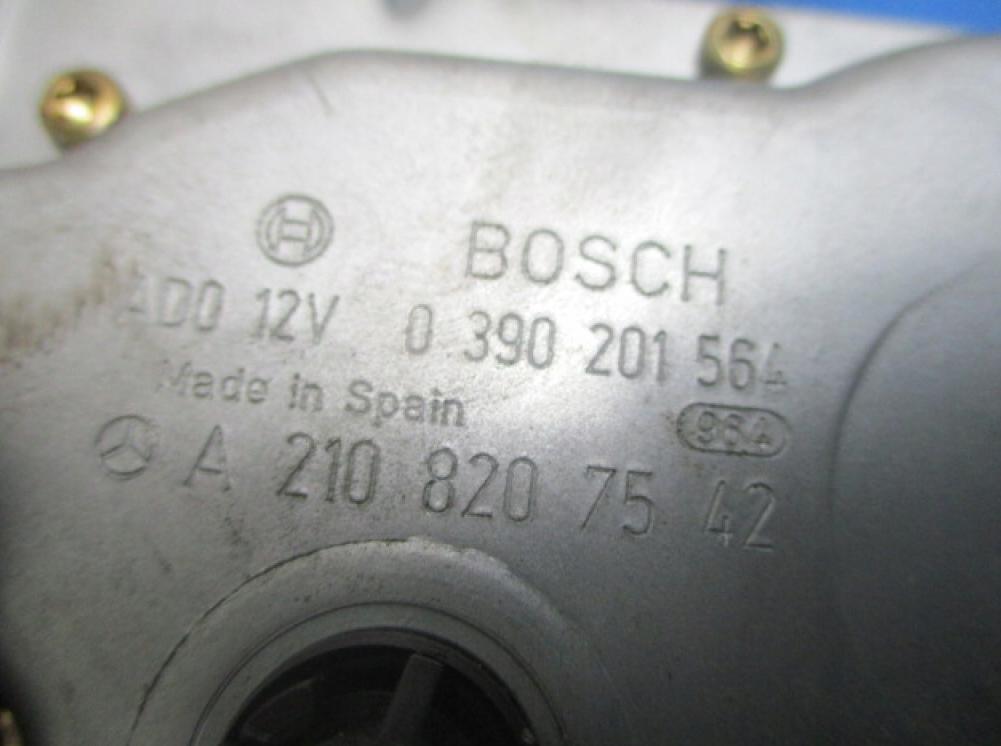 BOSCH
ADO 12V 0 390 201 564
Made in Spain 964
A 210 820 75 42